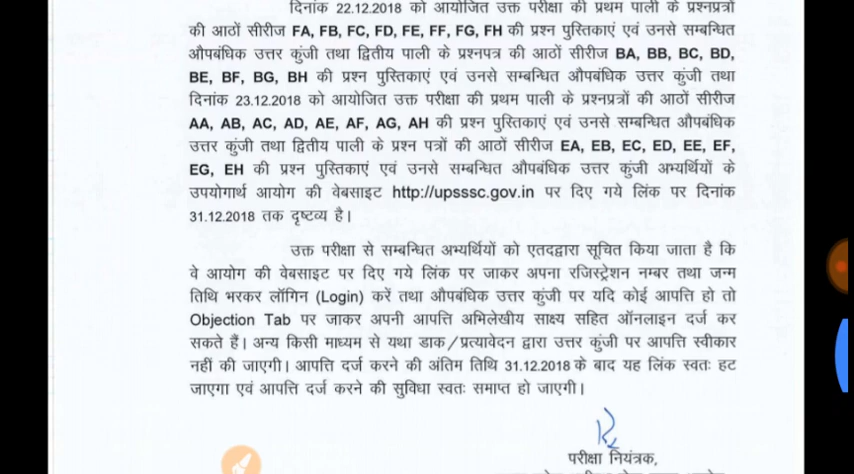 दिनांक 22.12.2018 को आयोजित उक्त परीक्षा की प्रथम पाली के प्रश्नपत्रों
की आठों सीरीज FA, FB, FC, FD, FE, FF, FG, FH की प्रश्न पुस्तिकाएं एवं उनसे सम्बन्धित
औपबंधिक उत्तर कुंजी तथा द्वितीय पाली के प्रश्नपत्र की आठों सीरीज BA, BB, BC, BD,
BE, BF, BG, BH की प्रश्न पुस्तिकाएं एवं उनसे सम्बन्धित औपबंधिक उत्तर कुंजी तथा
दिनांक 23.12.2018 को आयोजित उक्त परीक्षा की प्रथम पाली के प्रश्नपत्रों की आठों सीरीज
AA, AB, AC, AD, AE, AF, AG, AH की प्रश्न पुस्तिकाएं एवं उनसे सम्बन्धित औपबंधिक
उत्तर कुंजी तथा द्वितीय पाली के प्रश्न पत्रों की आठों सीरीज EA, EB, EC, ED, EE, EF,
EG, EH की प्रश्न पुस्तिकाएं एवं उनसे सम्बन्धित औपबंधिक उत्तर कुंजी अभ्यर्थियों के
उपयोगार्थ आयोग की वेबसाइट http://upsssc.gov.in पर दिए गये लिंक पर दिनांक
31.12.2018 तक दृष्टव्य है।
उक्त परीक्षा से सम्बन्धित अभ्यर्थियों को एतदद्वारा सूचित किया जाता है कि
वे आयोग की वेबसाइट पर दिए गये लिंक पर जाकर अपना रजिस्ट्रेशन नम्बर तथा जन्म
तिथि भरकर लॉगिन (Login) करें तथा औपबंधिक उत्तर कुंजी पर यदि कोई आपत्ति हो तो
Objection Tab पर जाकर अपनी आपत्ति अभिलेखीय साक्ष्य सहित ऑनलाइन दर्ज कर
सकते हैं। अन्य किसी माध्यम से यथा डाक/प्रत्यावेदन द्वारा उत्तर कुंजी पर आपत्ति स्वीकार
नहीं की जाएगी। आपत्ति दर्ज करने की अंतिम तिथि 31.12.2018 के बाद यह लिंक स्वतः हट
जाएगा एवं आपत्ति दर्ज करने की सुविधा स्वतः समाप्त हो जाएगी।
परीक्षा नियंत्रक,